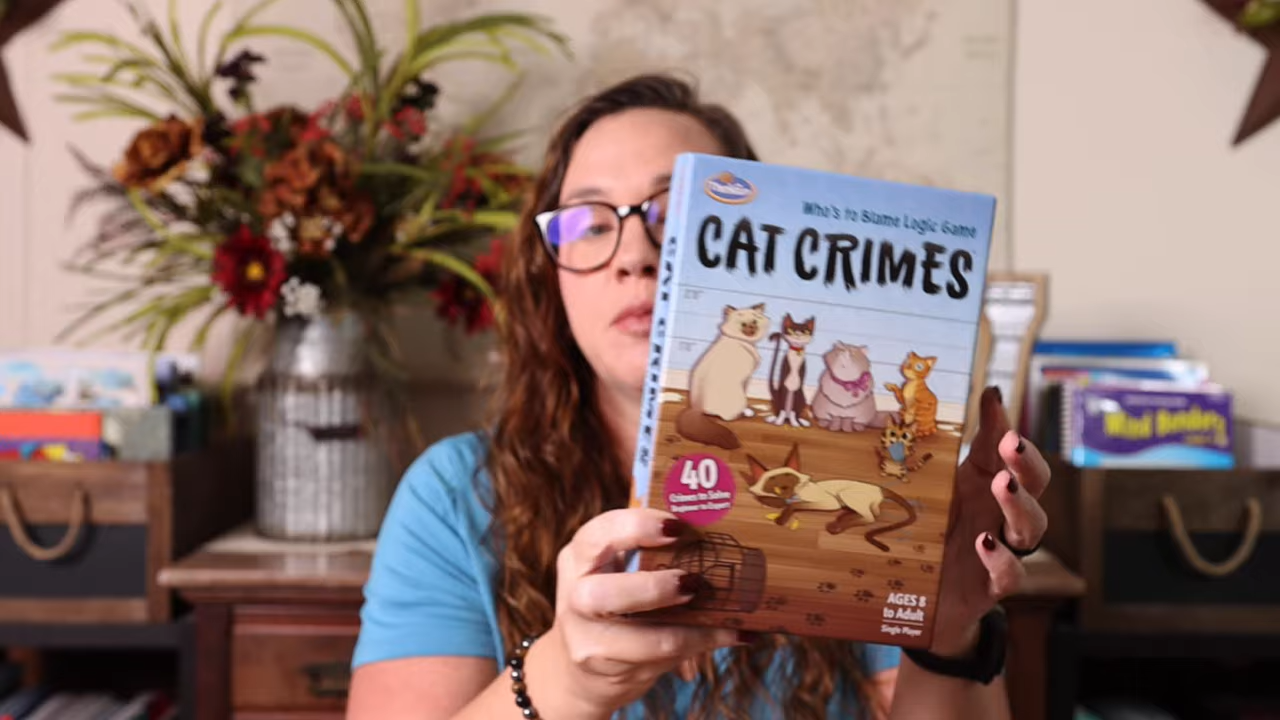 ThinkFun
Who's to Blame Logic Game
CAT CRIMES
40
Crimes to Solve
Beginner to Expert
AGES 8
to Adult
Single Player
Mind Benders